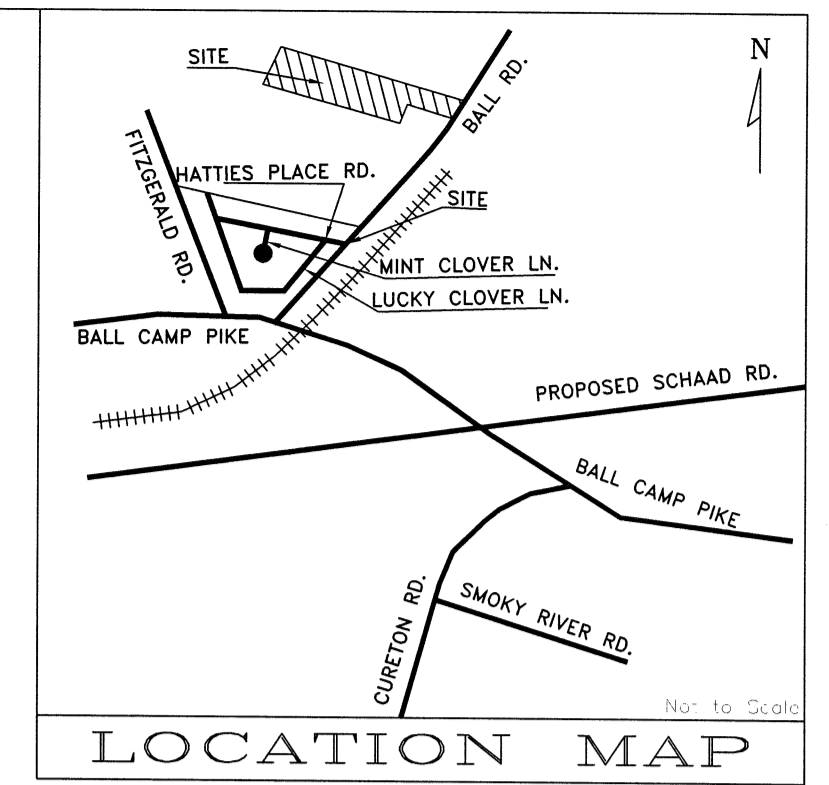 SITE
N
BALL RD.
FITZGERALD RD.
HATTIES PLACE RD.
SITE
MINT CLOVER LN.
LUCKY CLOVER LN.
BALL CAMP PIKE
PROPOSED SCHAAD RD.
BALL CAMP PIKE
CURETON RD.
SMOKY RIVER RD.
Not to Scale
LOCATION MAP